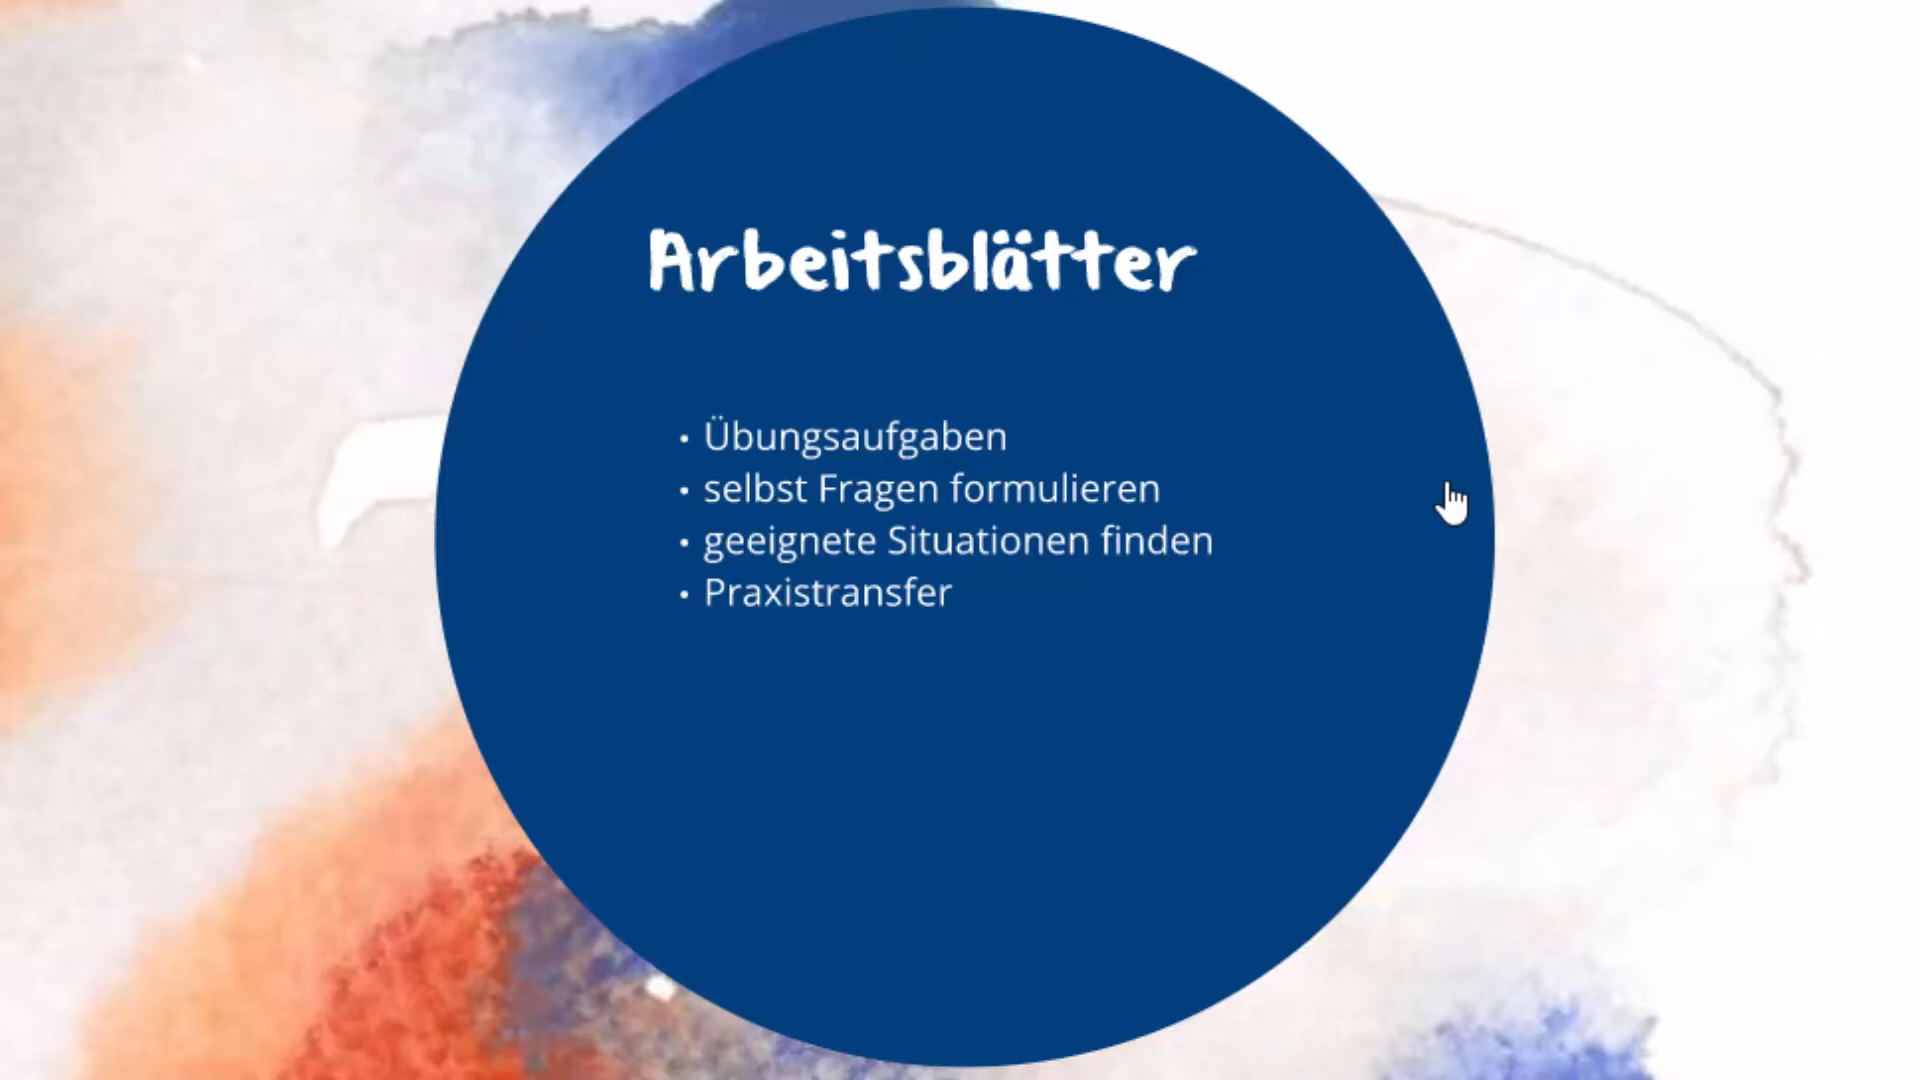 Arbeitsblätter
• Übungsaufgaben
• selbst Fragen formulieren
• geeignete Situationen finden
• Praxistransfer